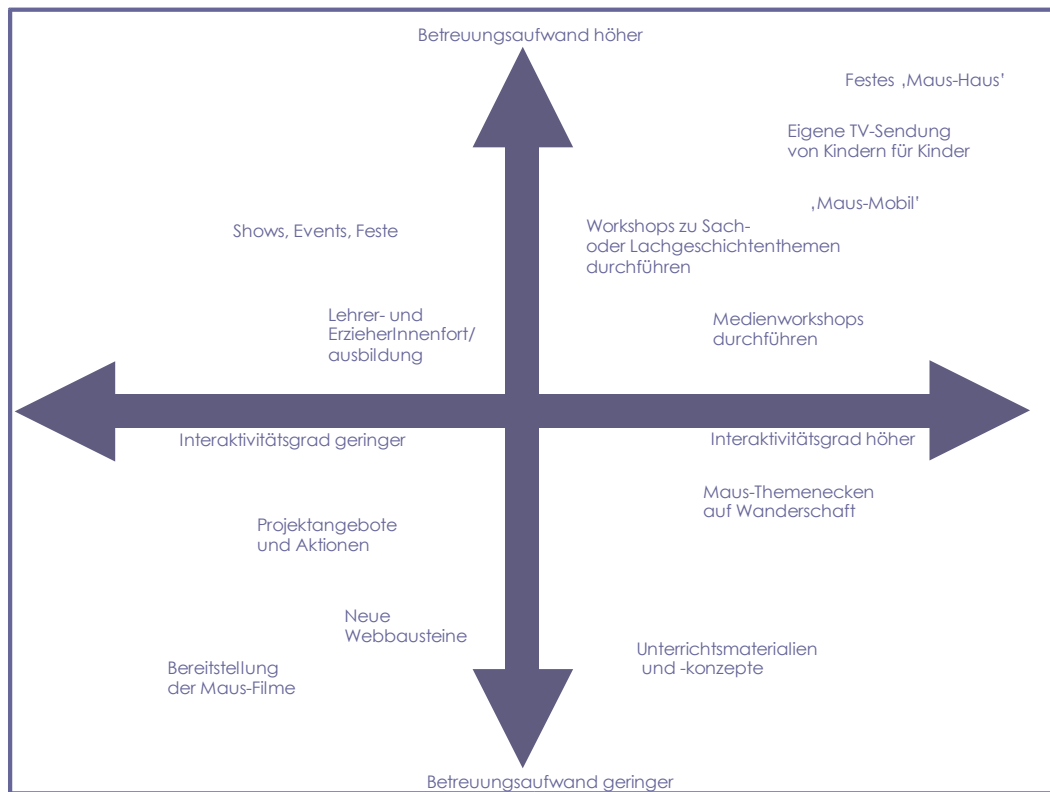 Betreuungsaufwand höher
Festes ‚Maus-Haus'
Eigene TV-Sendung
von Kindern für Kinder
‚Maus-Mobil'
Shows, Events, Feste
Workshops zu Sach-
oder Lachgeschichtenthemen
durchführen
Lehrer- und
ErzieherInnenfort/
ausbildung
Medienworkshops
durchführen
Interaktivitätsgrad geringer
Interaktivitätsgrad höher
Maus-Themenecken
auf Wanderschaft
Projektangebote
und Aktionen
Neue
Webbausteine
Unterrichtsmaterialien
und -konzepte
Bereitstellung
der Maus-Filme
Betreuungsaufwand geringer